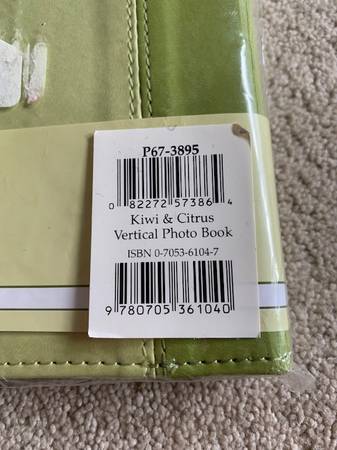 P67-3895
0 82272 57386 4
Kiwi & Citrus
Vertical Photo Book
ISBN 0-7053-6104-7
9 780705 361040